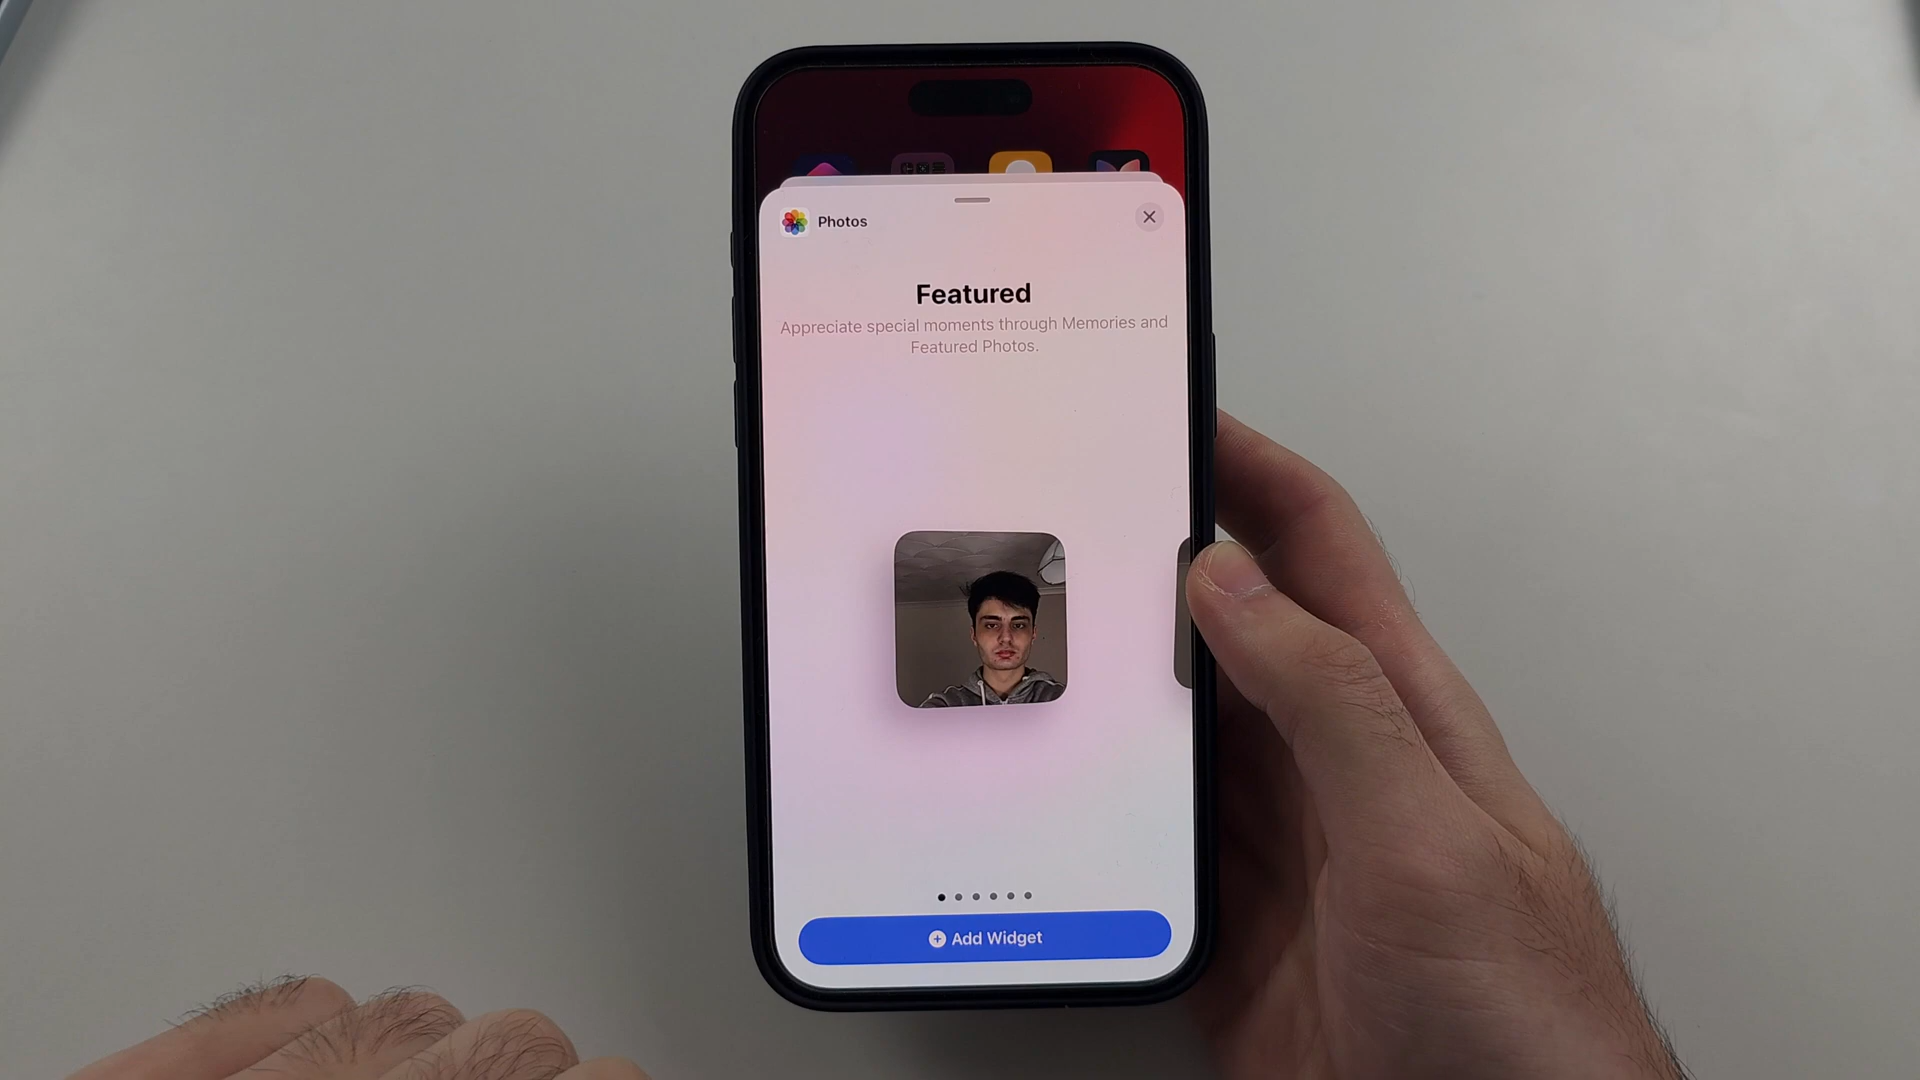 Photos
Featured
Appreciate special moments through Memories and
Featured Photos.
Add Widget